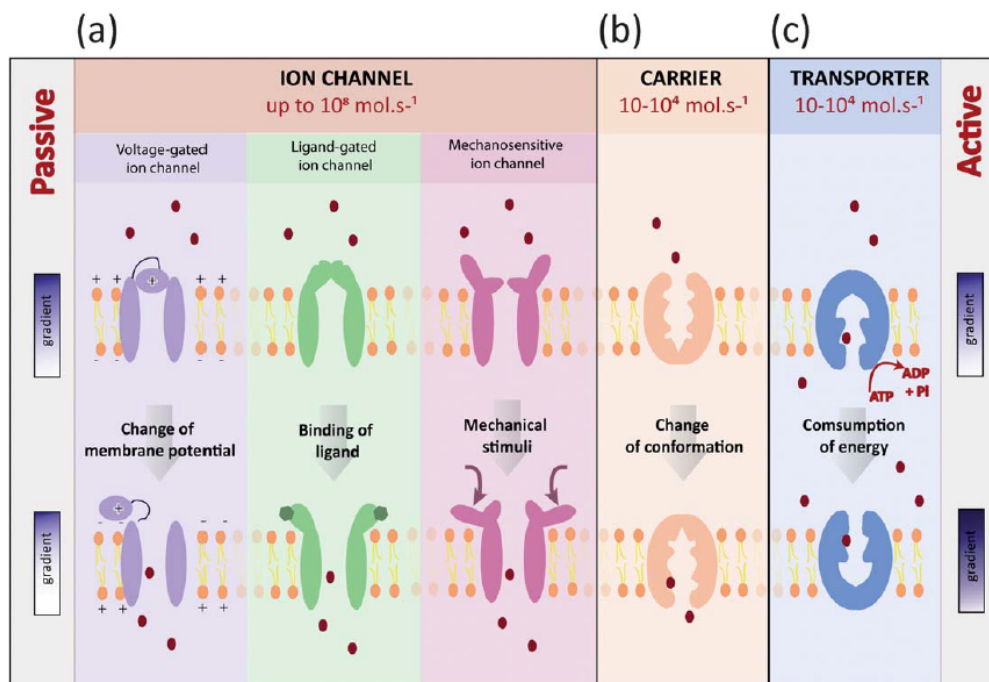 (a)
(b)
(c)
Passive
ION CHANNEL
up to 10⁸ mol.s-¹
CARRIER
10-10⁴ mol.s-¹
TRANSPORTER
10-10⁴ mol.s-¹
Active
Voltage-gated
ion channel
Ligand-gated
ion channel
Mechanosensitive
ion channel
+ + + +
+
- - - -
gradient
gradient
ATP
ADP
+ Pi
Change of
membrane potential
Binding of
ligand
Mechanical
stimuli
Change
of conformation
Comsumption
of energy
+
- - - -
+ + + +
gradient
gradient